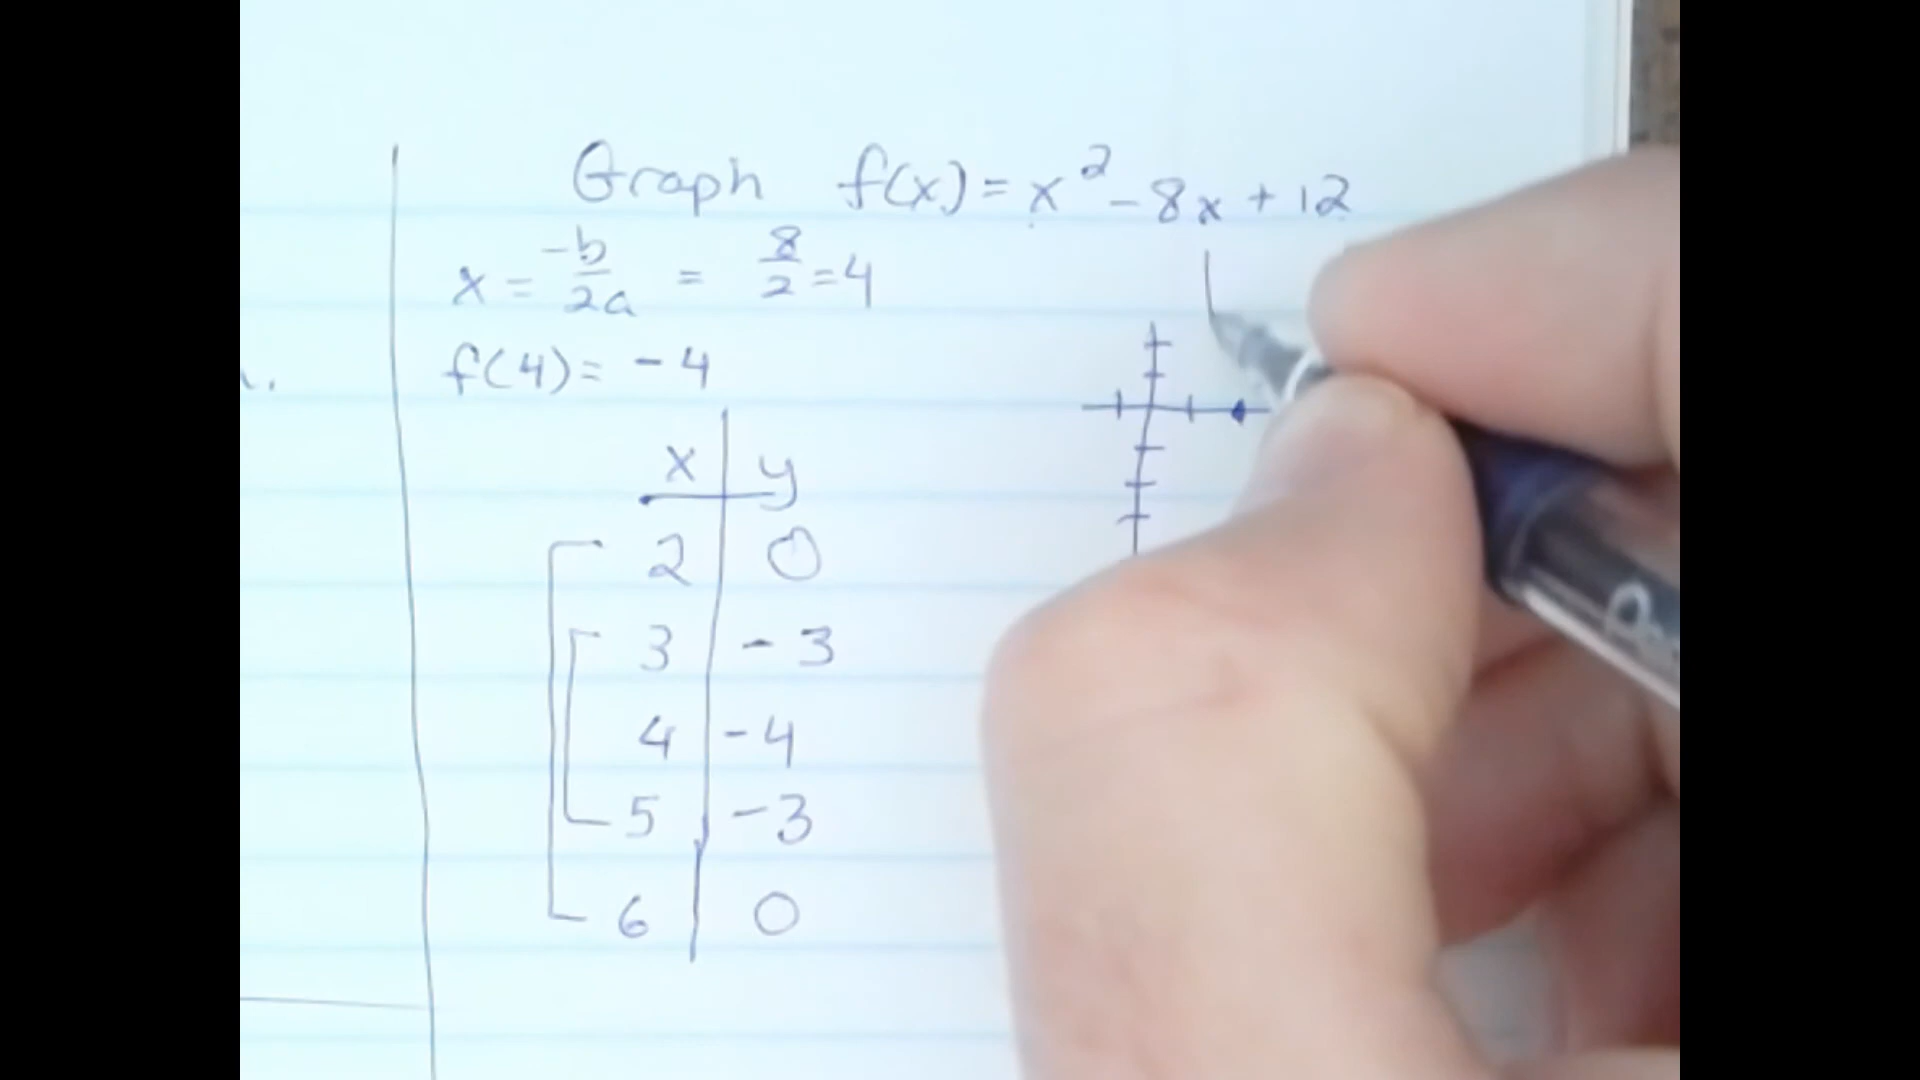 Graph f(x) = x² - 8x + 12
x = -b/2a = 8/2 = 4
f(4) = -4
x | y
2 | 0
3 | -3
4 | -4
5 | -3
6 | 0